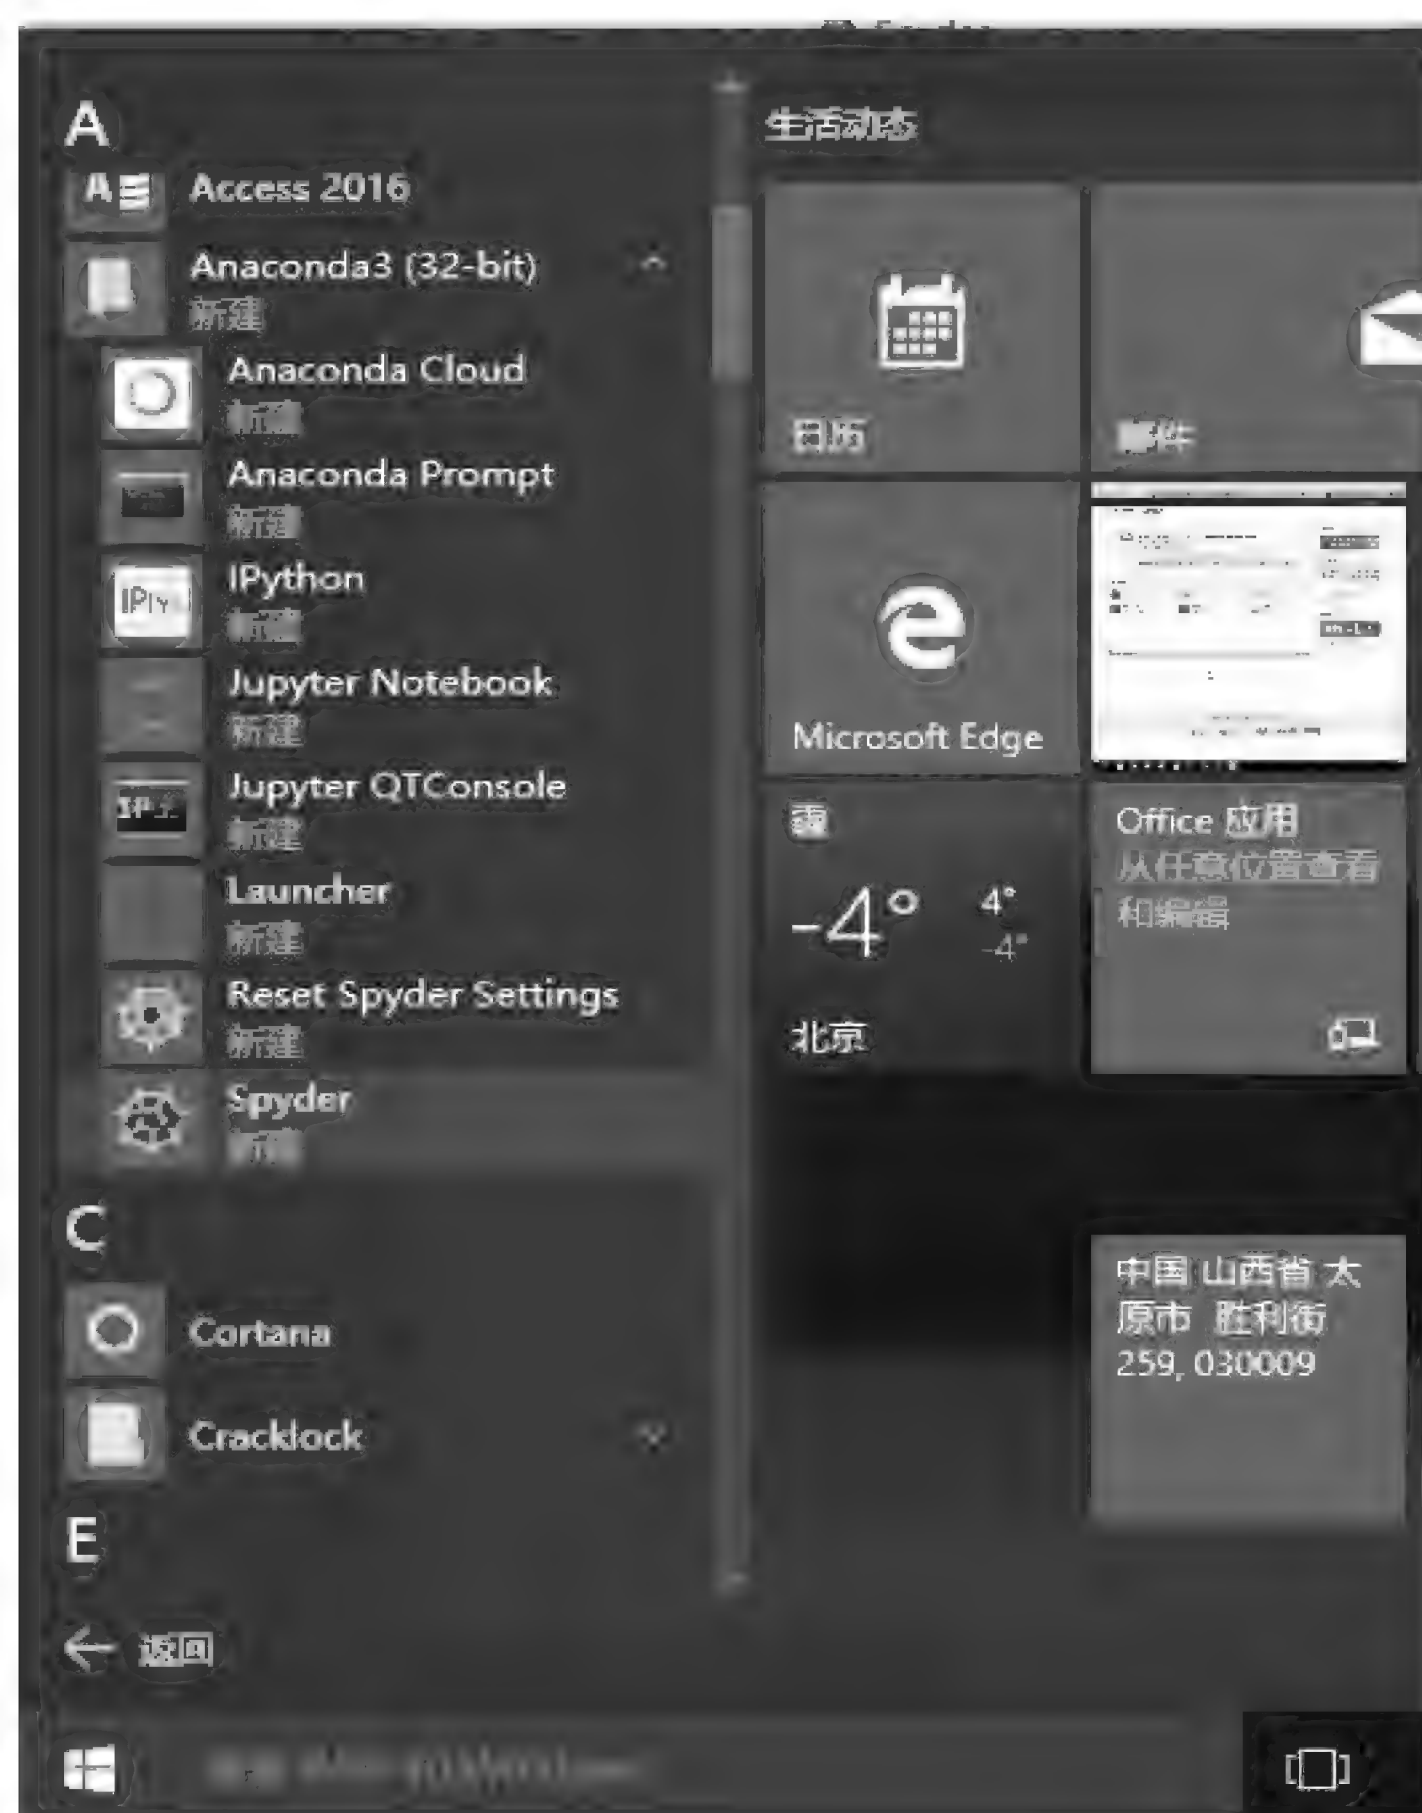 A
Access 2016
Anaconda3 (32-bit)
新建
Anaconda Cloud
新建
Anaconda Prompt
新建
IPython
新建
Jupyter Notebook
新建
Jupyter QTConsole
新建
Launcher
新建
Reset Spyder Settings
新建
Spyder
C
Cortana
Cracklock
E
返回
生活动态
日历
邮件
Microsoft Edge
霾
-4°
4°
-4°
北京
Office 应用
从任意位置查看
和编辑
中国 山西省 太
原市 胜利街
259, 030009